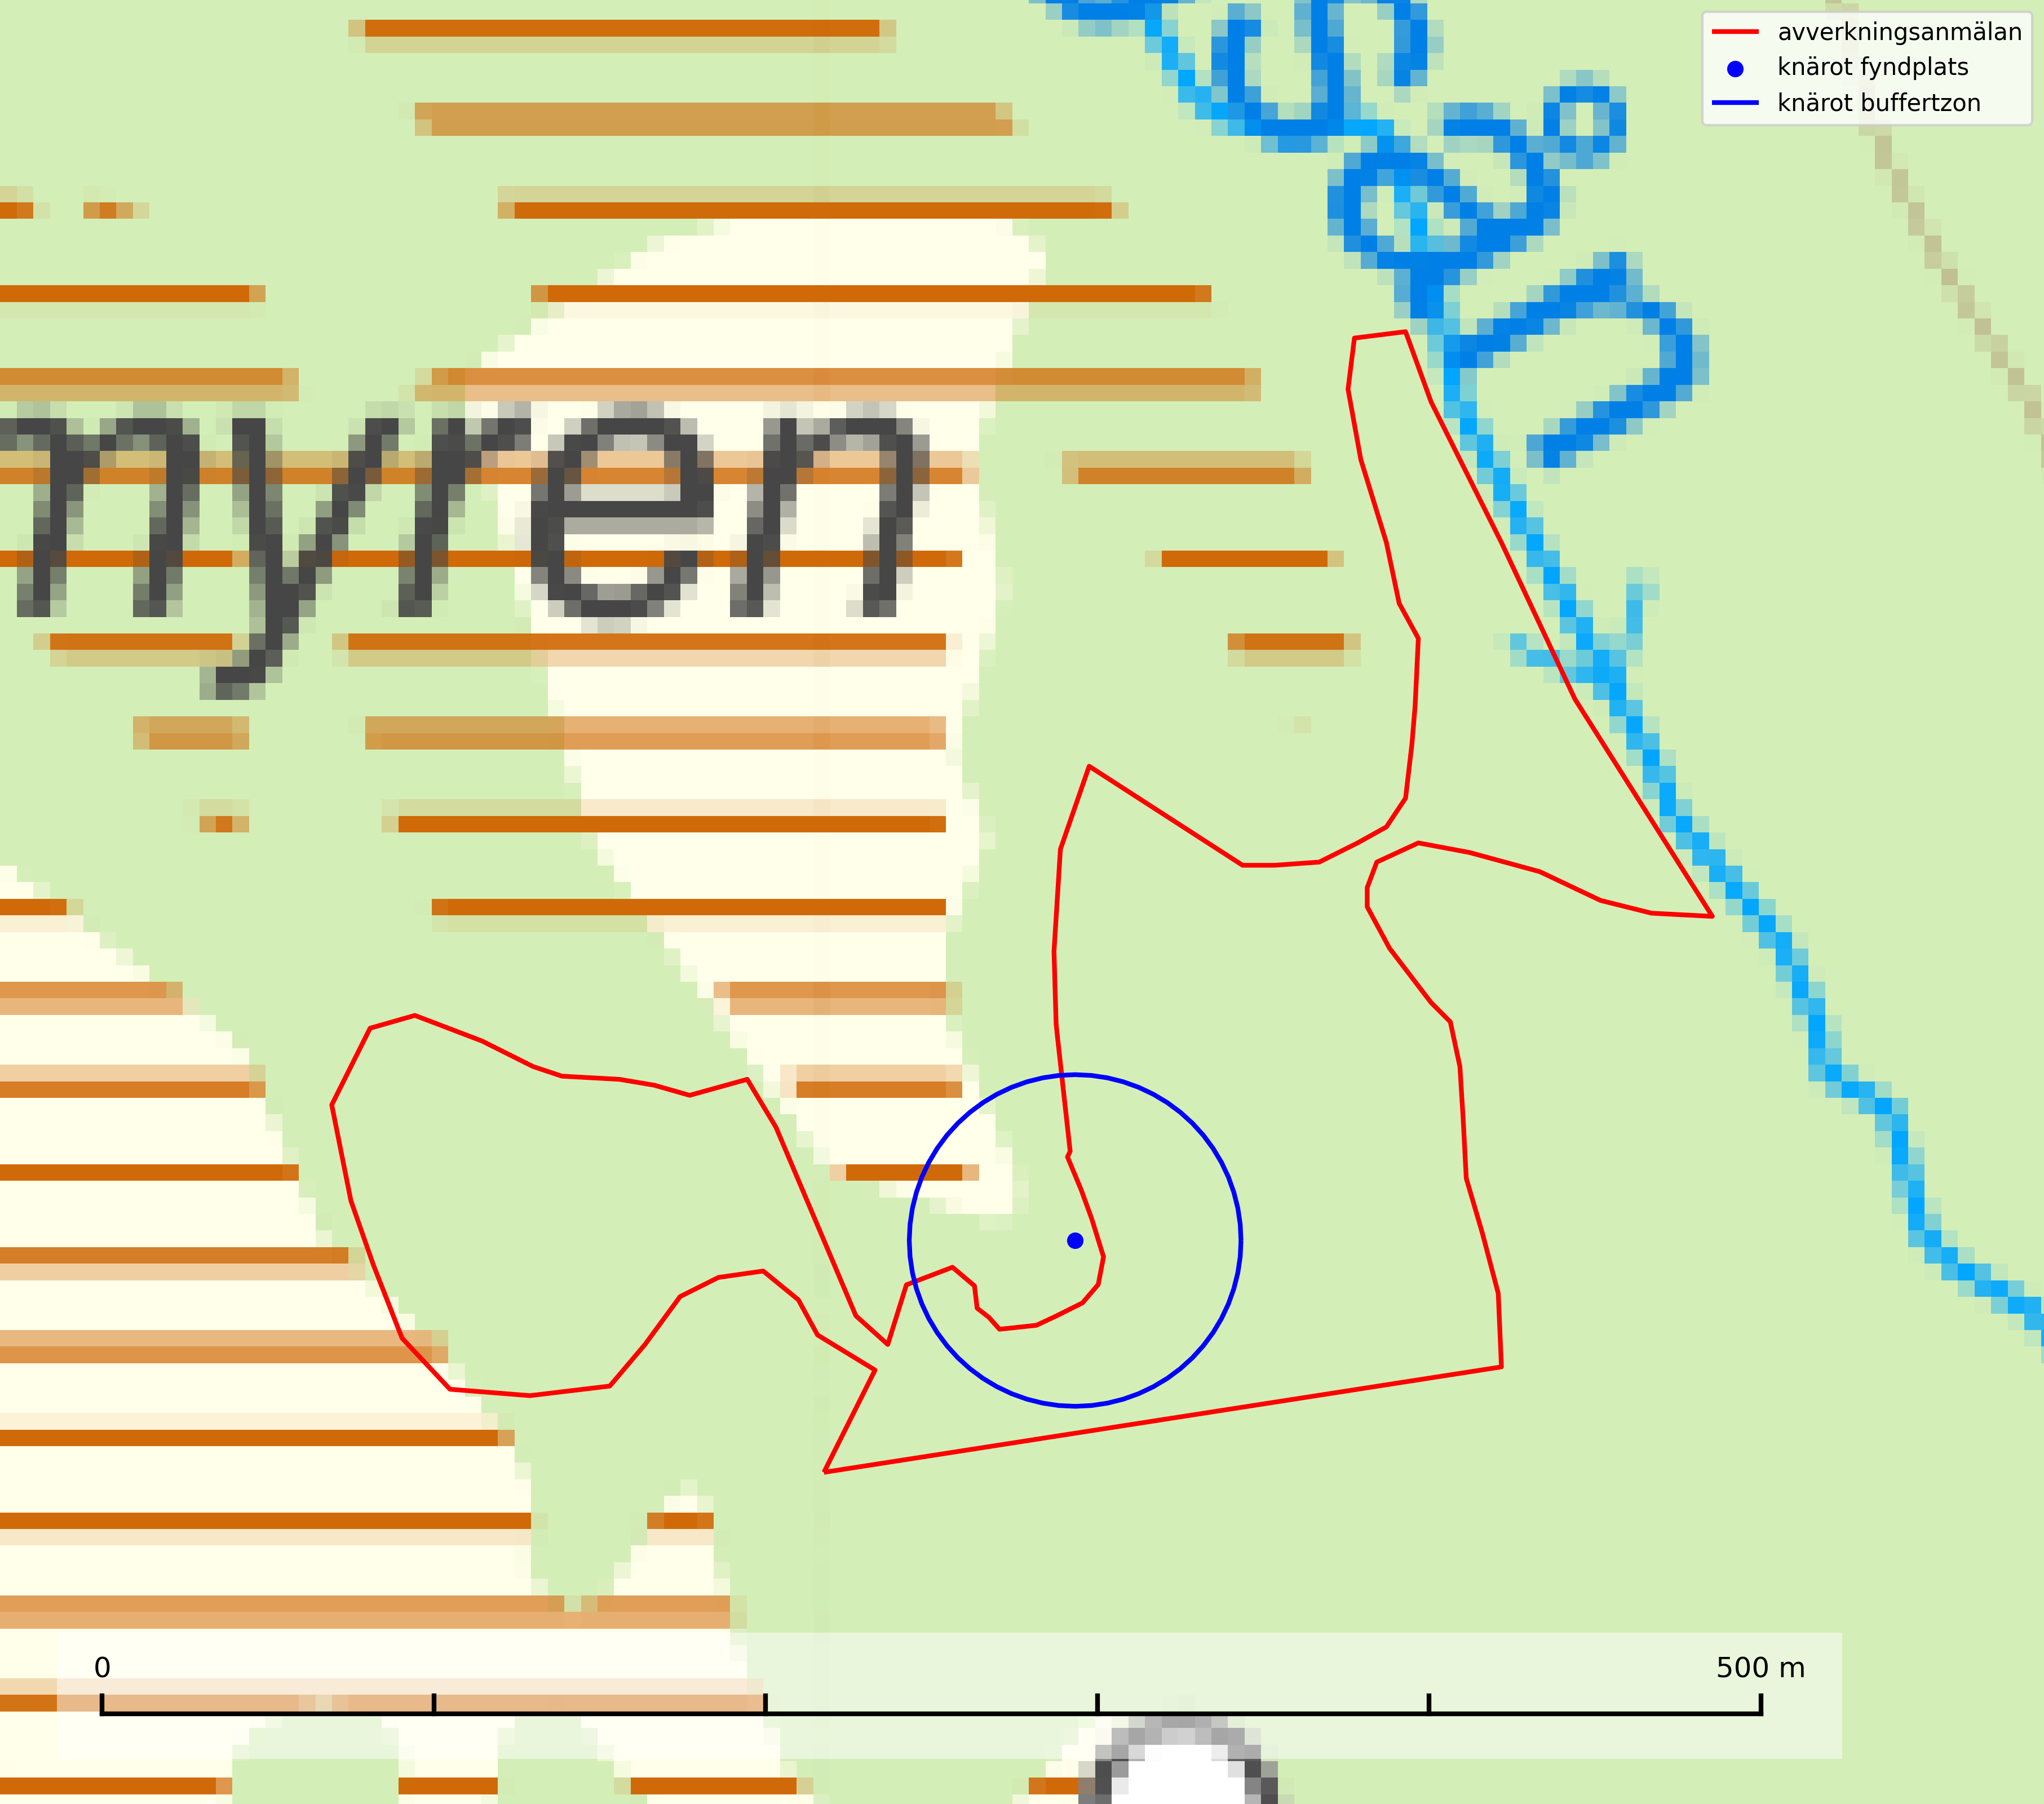 avverkningsanmälan
knärot fyndplats
knärot buffertzon
myren
0 500 m